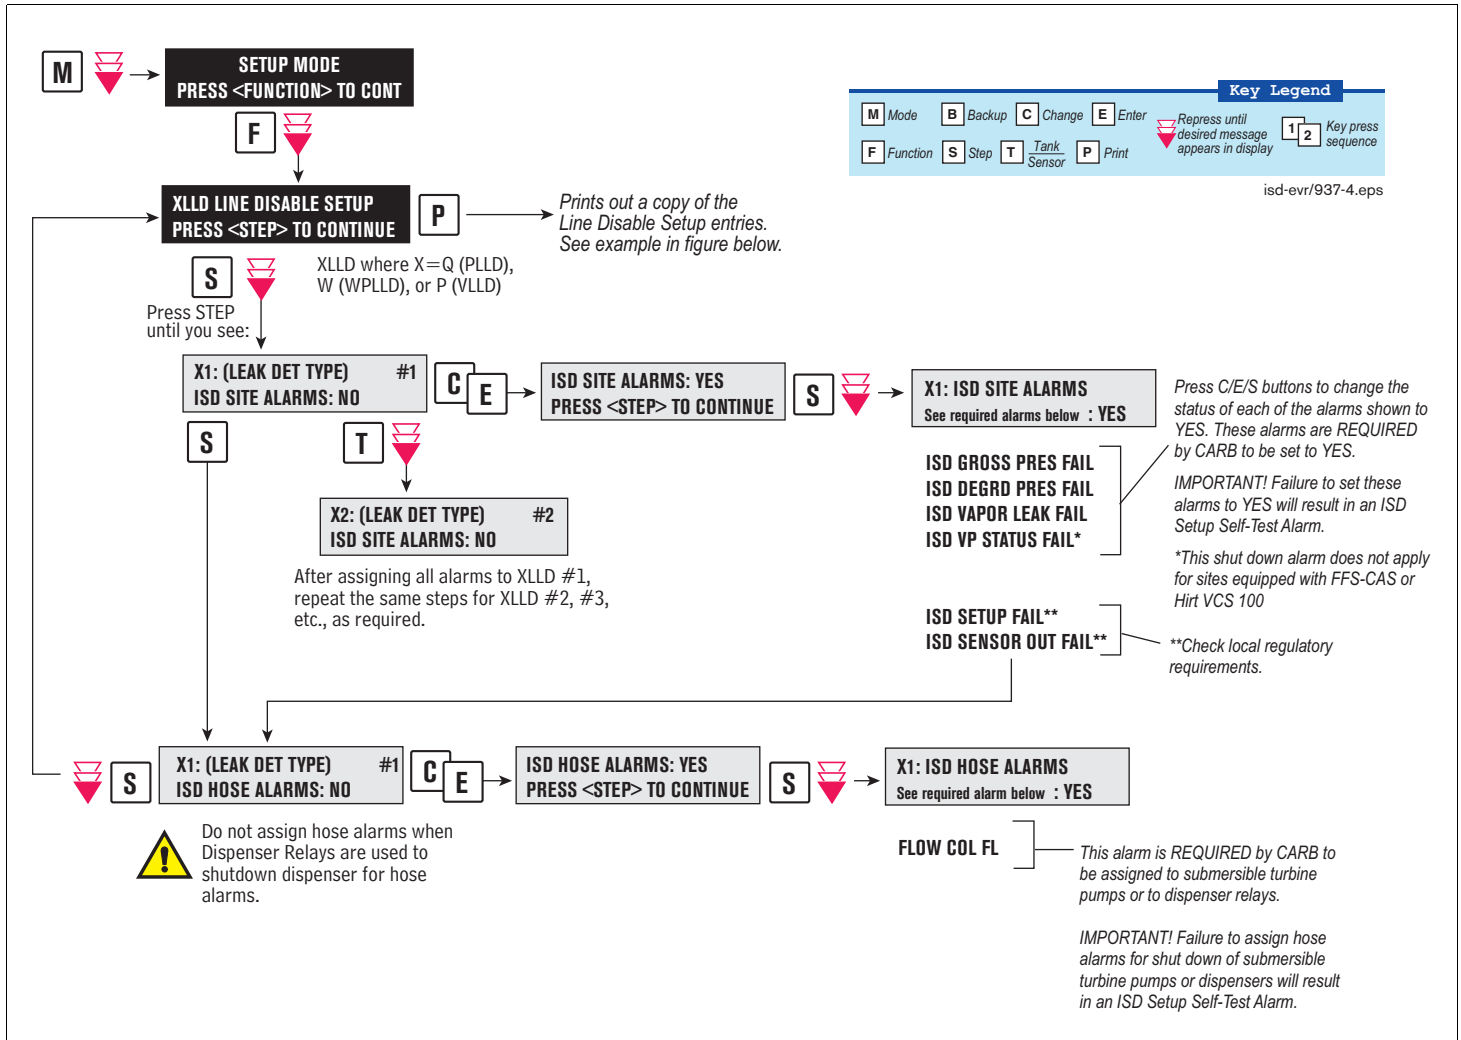 M
SETUP MODE
PRESS <FUNCTION> TO CONT
F
Key Legend
M Mode B Backup C Change E Enter
F Function S Step T Tank
Sensor
P Print
Repress until
desired message
appears in display
1 2
Key press
sequence
isd-evr/937-4.eps
XLLD LINE DISABLE SETUP
PRESS <STEP> TO CONTINUE
P
Prints out a copy of the
Line Disable Setup entries.
See example in figure below.
S
XLLD where X=Q (PLLD),
W (WPLLD), or P (VLLD)
Press STEP
until you see:
X1: (LEAK DET TYPE) #1
ISD SITE ALARMS: NO
C E
ISD SITE ALARMS: YES
PRESS <STEP> TO CONTINUE
S
X1: ISD SITE ALARMS
See required alarms below : YES
Press C/E/S buttons to change the
status of each of the alarms shown to
YES. These alarms are REQUIRED
by CARB to be set to YES.
IMPORTANT! Failure to set these
alarms to YES will result in an ISD
Setup Self-Test Alarm.
*This shut down alarm does not apply
for sites equipped with FFS-CAS or
Hirt VCS 100
S
T
ISD GROSS PRES FAIL
ISD DEGRD PRES FAIL
ISD VAPOR LEAK FAIL
ISD VP STATUS FAIL*
X2: (LEAK DET TYPE) #2
ISD SITE ALARMS: NO
After assigning all alarms to XLLD #1,
repeat the same steps for XLLD #2, #3,
etc., as required.
ISD SETUP FAIL**
ISD SENSOR OUT FAIL**
**Check local regulatory
requirements.
S
X1: (LEAK DET TYPE) #1
ISD HOSE ALARMS: NO
C E
ISD HOSE ALARMS: YES
PRESS <STEP> TO CONTINUE
S
X1: ISD HOSE ALARMS
See required alarm below : YES
Do not assign hose alarms when
Dispenser Relays are used to
shutdown dispenser for hose
alarms.
FLOW COL FL
This alarm is REQUIRED by CARB to
be assigned to submersible turbine
pumps or to dispenser relays.
IMPORTANT! Failure to assign hose
alarms for shut down of submersible
turbine pumps or dispensers will result
in an ISD Setup Self-Test Alarm.